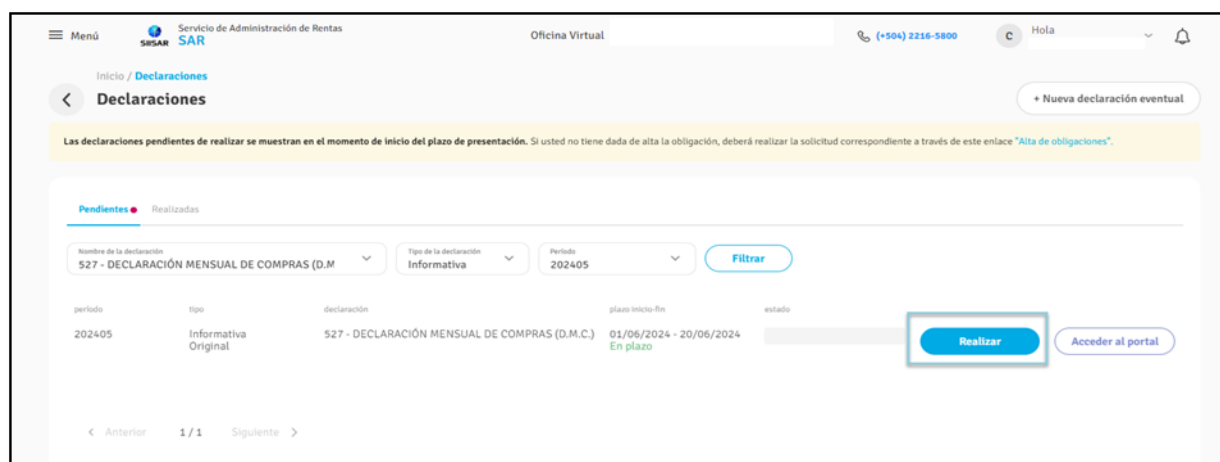 Menú
SIISAR
Servicio de Administración de Rentas
SAR
Oficina Virtual
(+504) 2216-5800
C
Hola
Inicio / Declaraciones
Declaraciones
+ Nueva declaración eventual
Las declaraciones pendientes de realizar se muestran en el momento de inicio del plazo de presentación. Si usted no tiene dada de alta la obligación, deberá realizar la solicitud correspondiente a través de este enlace "Alta de obligaciones".
Pendientes Realizadas
Nombre de la declaración
527 - DECLARACIÓN MENSUAL DE COMPRAS (D.M
Tipo de la declaración
Informativa
Período
202405
Filtrar
período tipo declaración plazo inicio-fin estado
202405 Informativa 527 - DECLARACIÓN MENSUAL DE COMPRAS (D.M.C.) 01/06/2024 - 20/06/2024 Realizar Acceder al portal
Original En plazo
< Anterior 1 / 1 Siguiente >